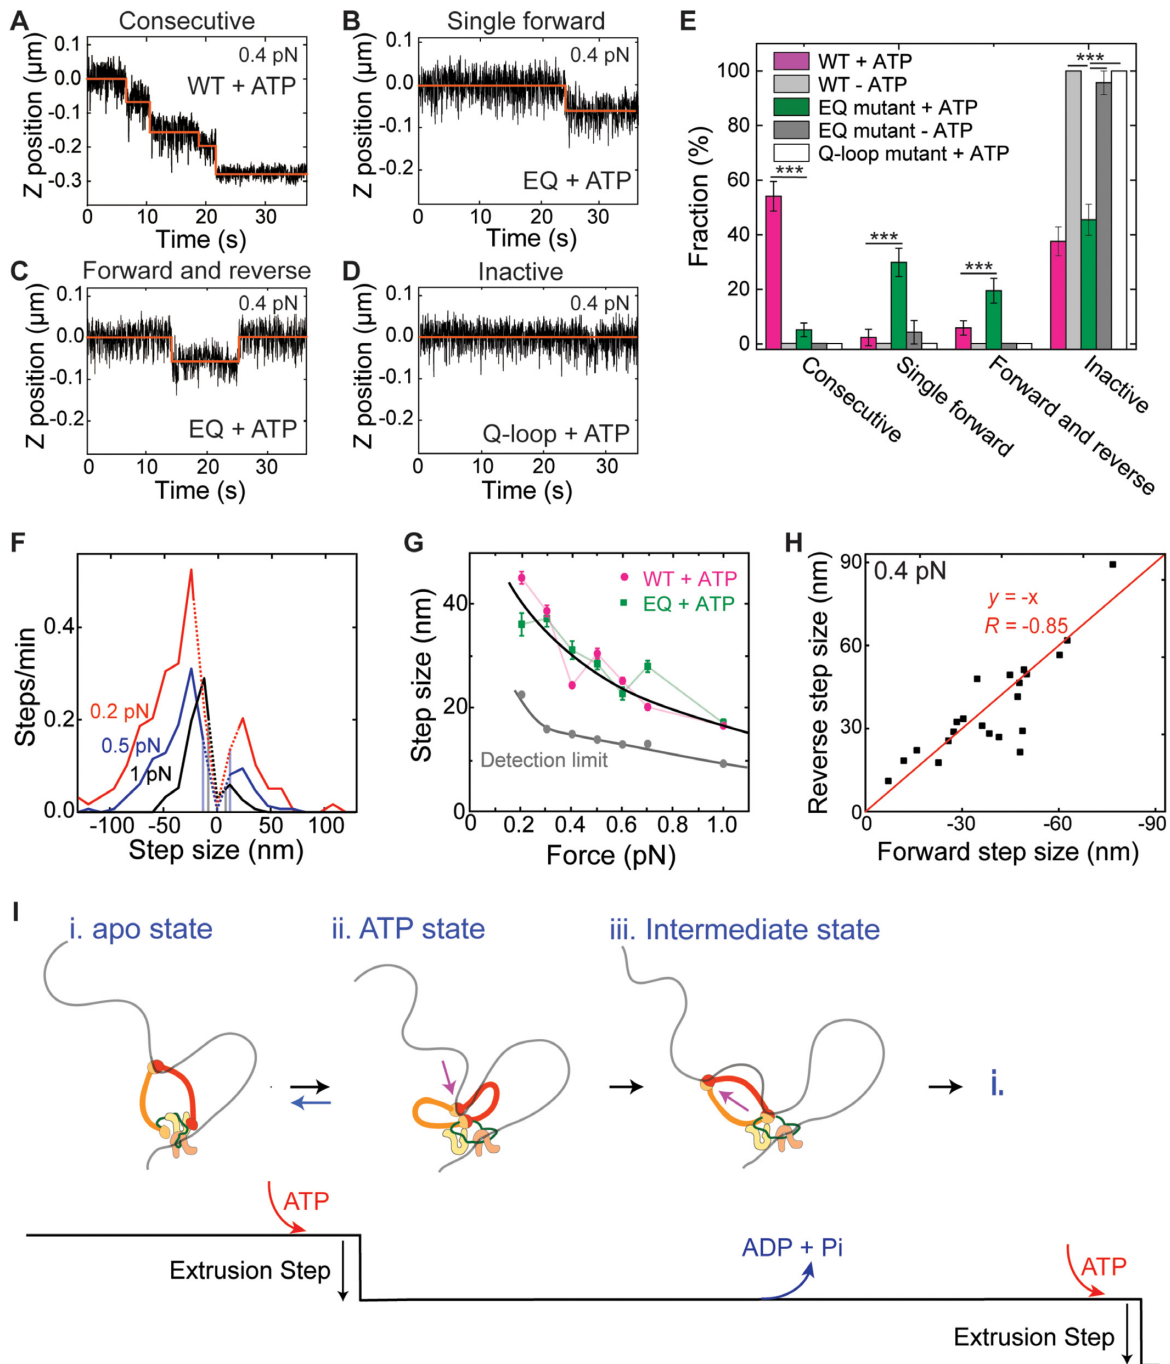 A
Consecutive
0.1
0.0
-0.1
-0.3
0.4 pN
WT + ATP
Z position (μm)
0 10 20 30
Time (s)
B
Single forward
0.1
0.0
-0.1
-0.2
0.4 pN
EQ + ATP
Z position (μm)
0 10 20 30
Time (s)
C
Forward and reverse
0.1
0.0
-0.1
-0.2
0.4 pN
EQ + ATP
Z position (μm)
0 10 20 30
Time (s)
D
Inactive
0.1
0.0
-0.1
-0.2
0.4 pN
Q-loop + ATP
Z position (μm)
0 10 20 30
Time (s)
E
WT + ATP
WT - ATP
EQ mutant + ATP
EQ mutant - ATP
Q-loop mutant + ATP
100
80
60
40
20
0
Fraction (%)
***
***
***
***
Consecutive
Single forward
Forward and reverse
Inactive
F
0.4
0.2
0.0
Steps/min
0.2 pN
0.5 pN
1 pN
-100 -50 0 50 100
Step size (nm)
G
WT + ATP
EQ + ATP
40
20
0
Step size (nm)
Detection limit
0 0.2 0.4 0.6 0.8 1.0
Force (pN)
H
0.4 pN
y = -x
R = -0.85
90
60
30
0
Reverse step size (nm)
0 -30 -60 -90
Forward step size (nm)
I
i. apo state
ii. ATP state
iii. Intermediate state
i.
ATP
Extrusion Step
ADP + Pi
ATP
Extrusion Step